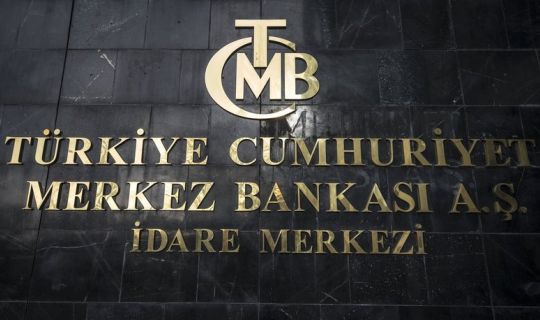 TCMB
TÜRKİYE CUMHURİYET
MERKEZ BANKASI A.Ş.
İDARE MERKEZİ